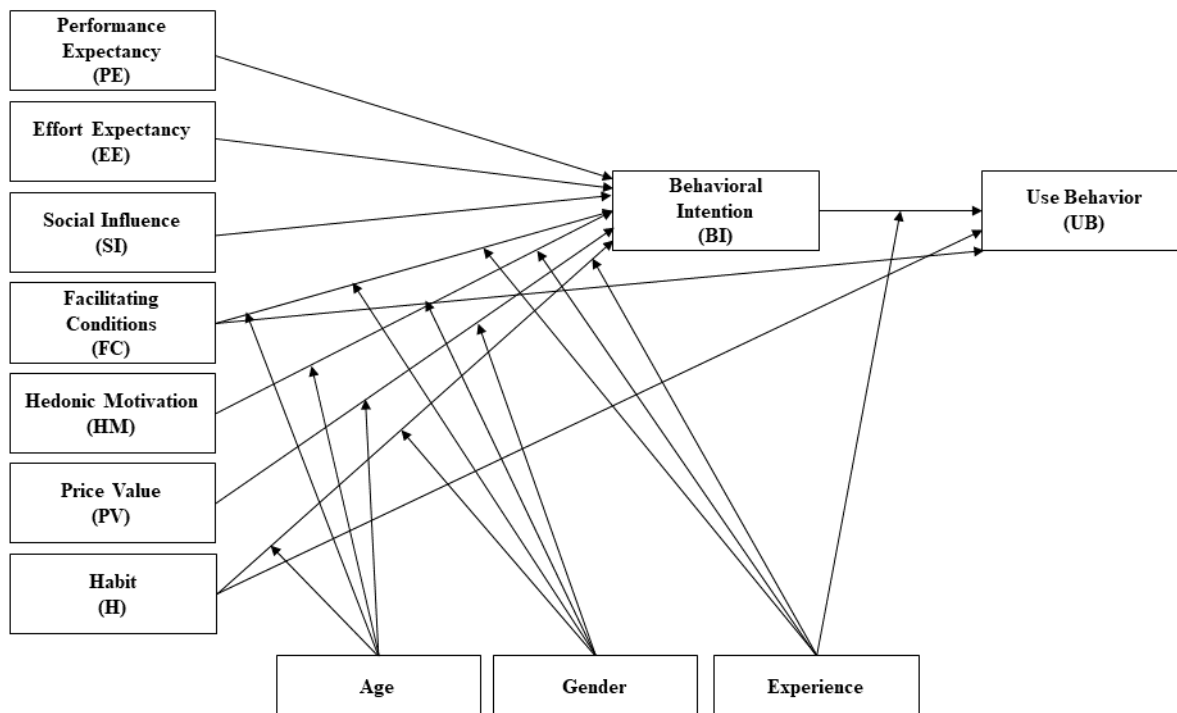 Performance
Expectancy
(PE)
Effort Expectancy
(EE)
Social Influence
(SI)
Facilitating
Conditions
(FC)
Hedonic Motivation
(HM)
Price Value
(PV)
Habit
(H)
Behavioral
Intention
(BI)
Use Behavior
(UB)
Age
Gender
Experience